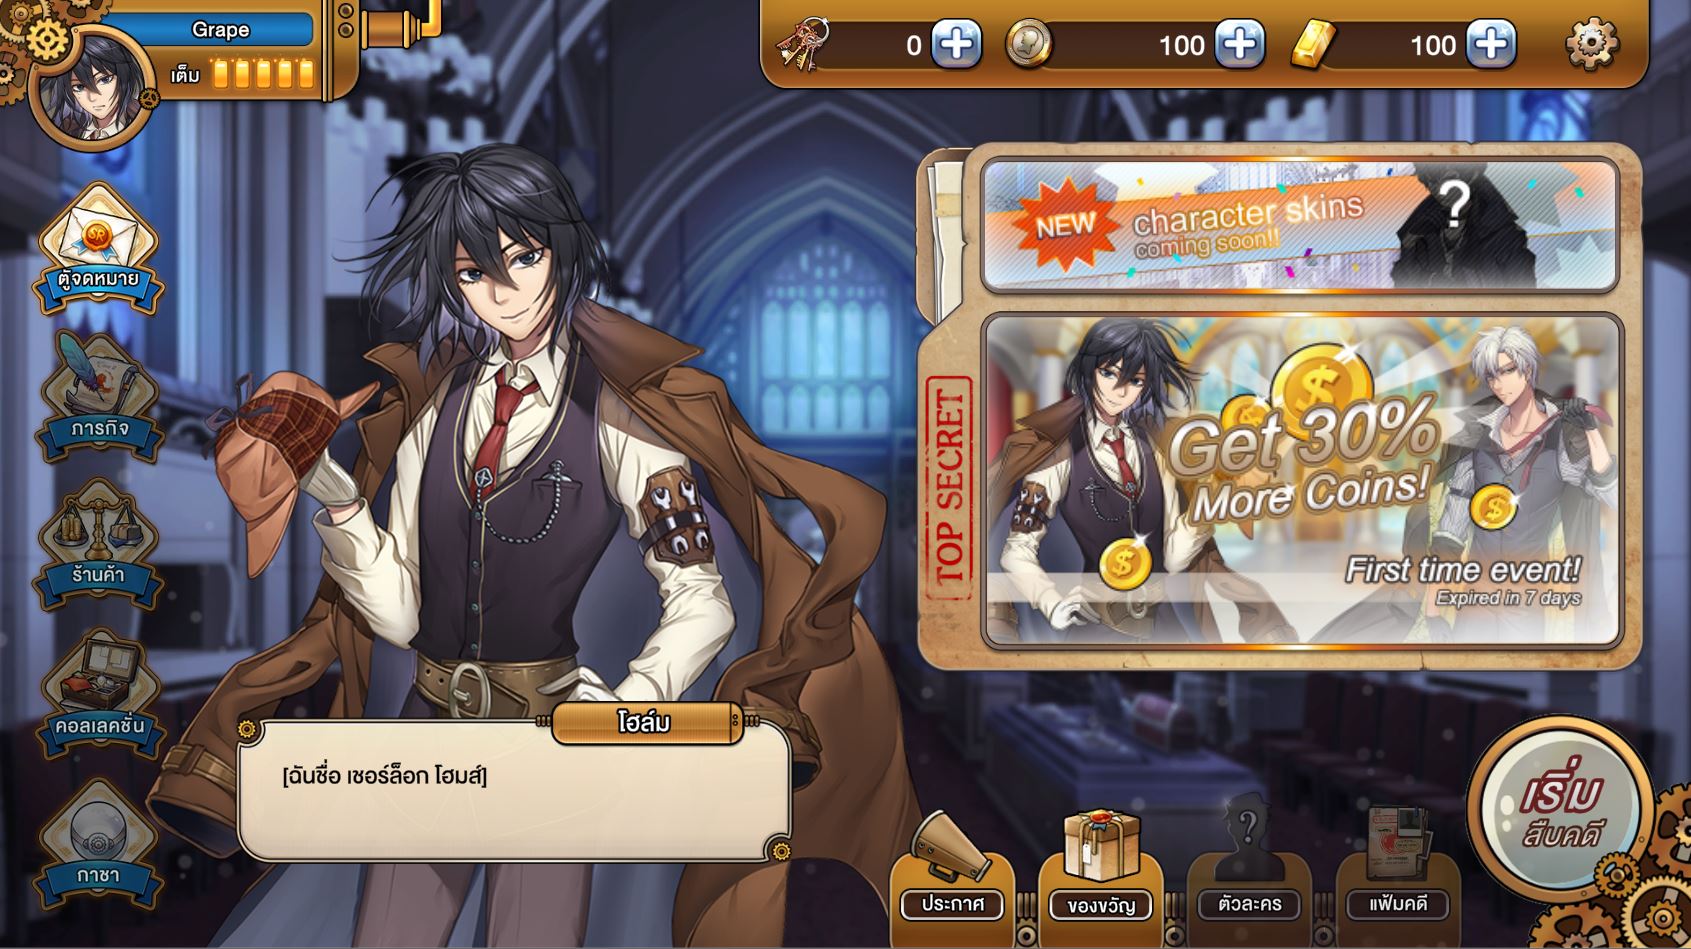 Grape
เต็ม
0
100
100
SR
ตู้จดหมาย
ภารกิจ
ร้านค้า
คอลเลคชั่น
กาชา
NEW
character skins
coming soon!!
?
TOP SECRET
Get 30%
More Coins!
First time event!
Expired in 7 days
โฮล์ม
[ฉันชื่อ เชอร์ล็อก โฮมส์]
?
ประกาศ
ของขวัญ
ตัวละคร
แฟ้มคดี
เริ่ม
สืบคดี